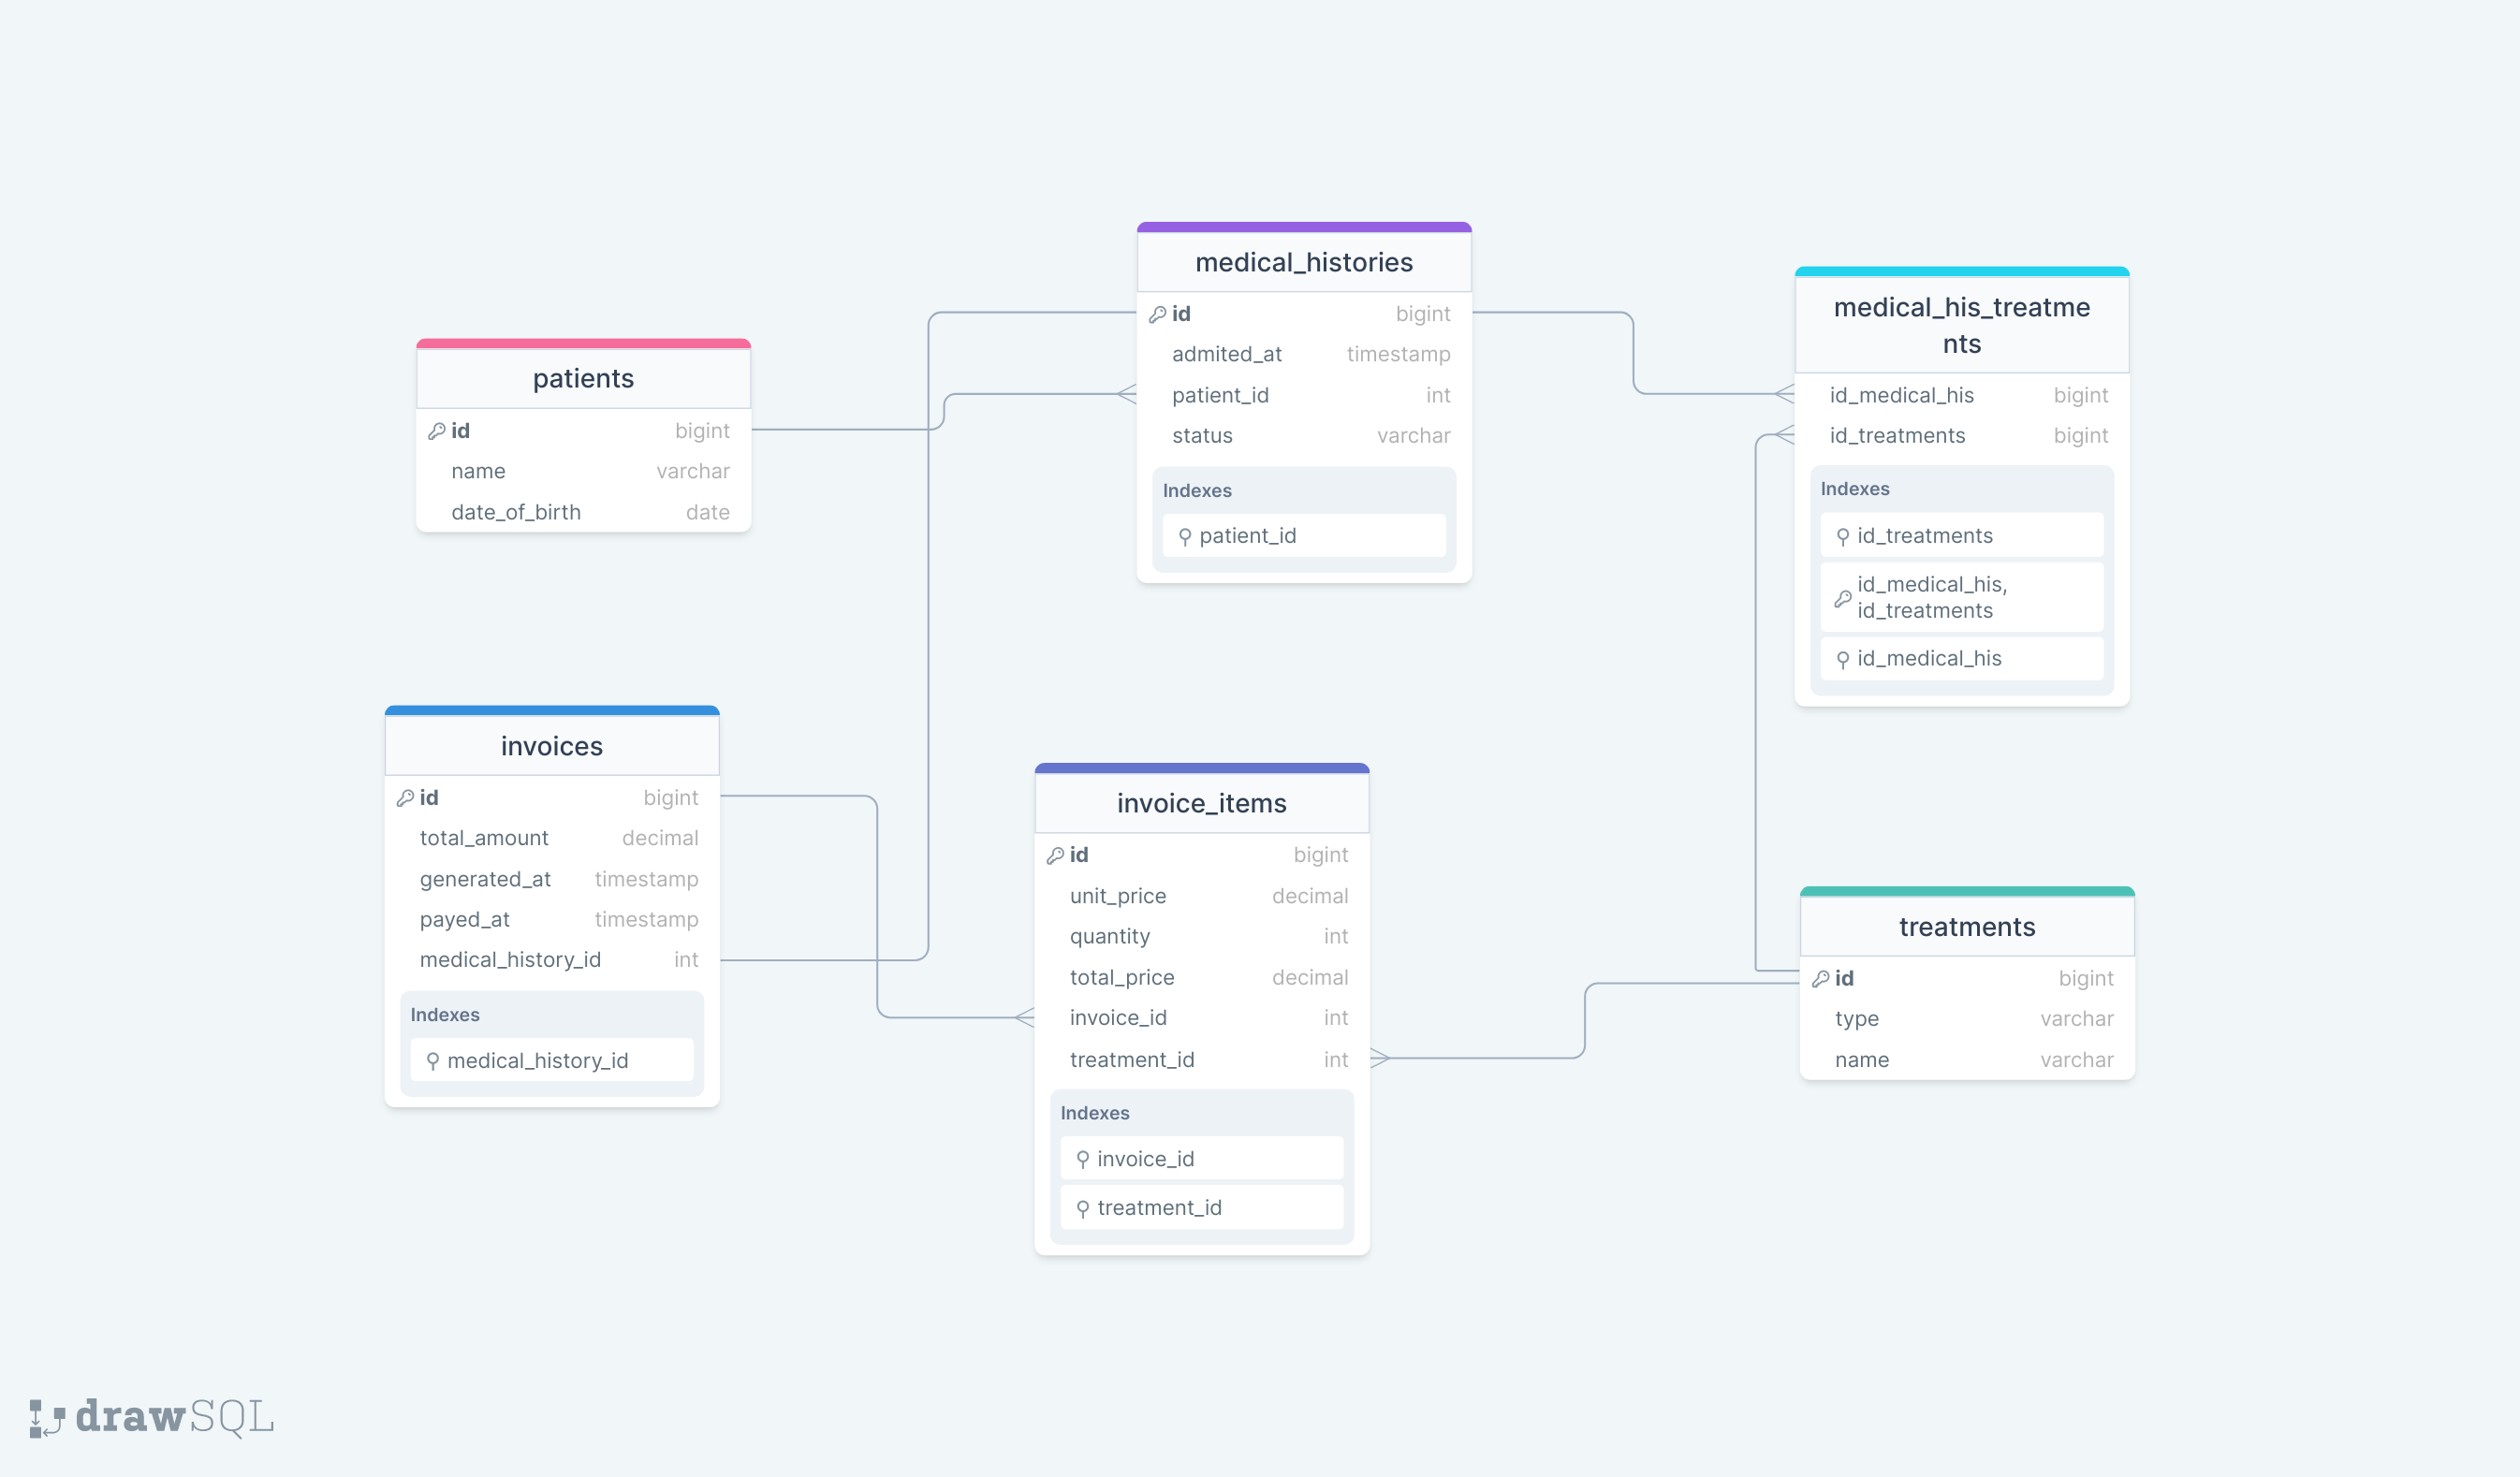 patients
id bigint
name varchar
date_of_birth date
medical_histories
id bigint
admited_at timestamp
patient_id int
status varchar
Indexes
patient_id
medical_his_treatme
nts
id_medical_his bigint
id_treatments bigint
Indexes
id_treatments
id_medical_his,
id_treatments
id_medical_his
invoices
id bigint
total_amount decimal
generated_at timestamp
payed_at timestamp
medical_history_id int
Indexes
medical_history_id
invoice_items
id bigint
unit_price decimal
quantity int
total_price decimal
invoice_id int
treatment_id int
Indexes
invoice_id
treatment_id
treatments
id bigint
type varchar
name varchar
drawSQL